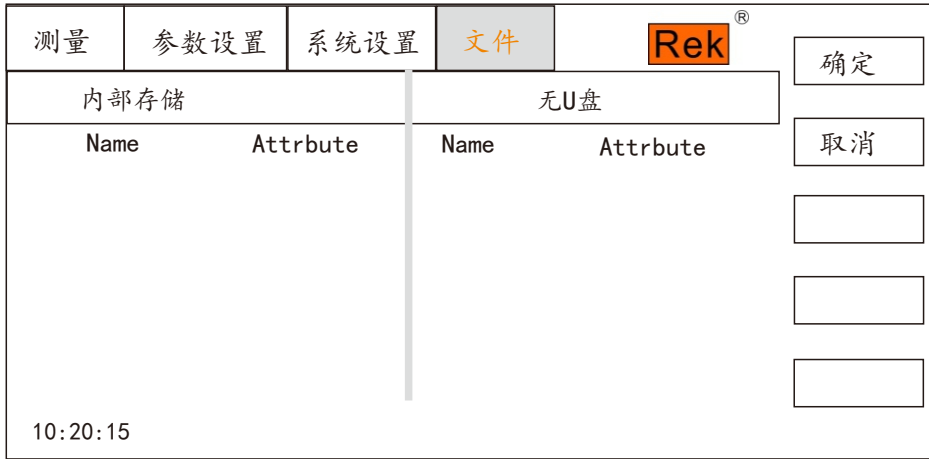 测量 参数设置 系统设置 文件 Rek ®
确定
内部存储 无U盘
Name Attrbute Name Attrbute
取消
10:20:15